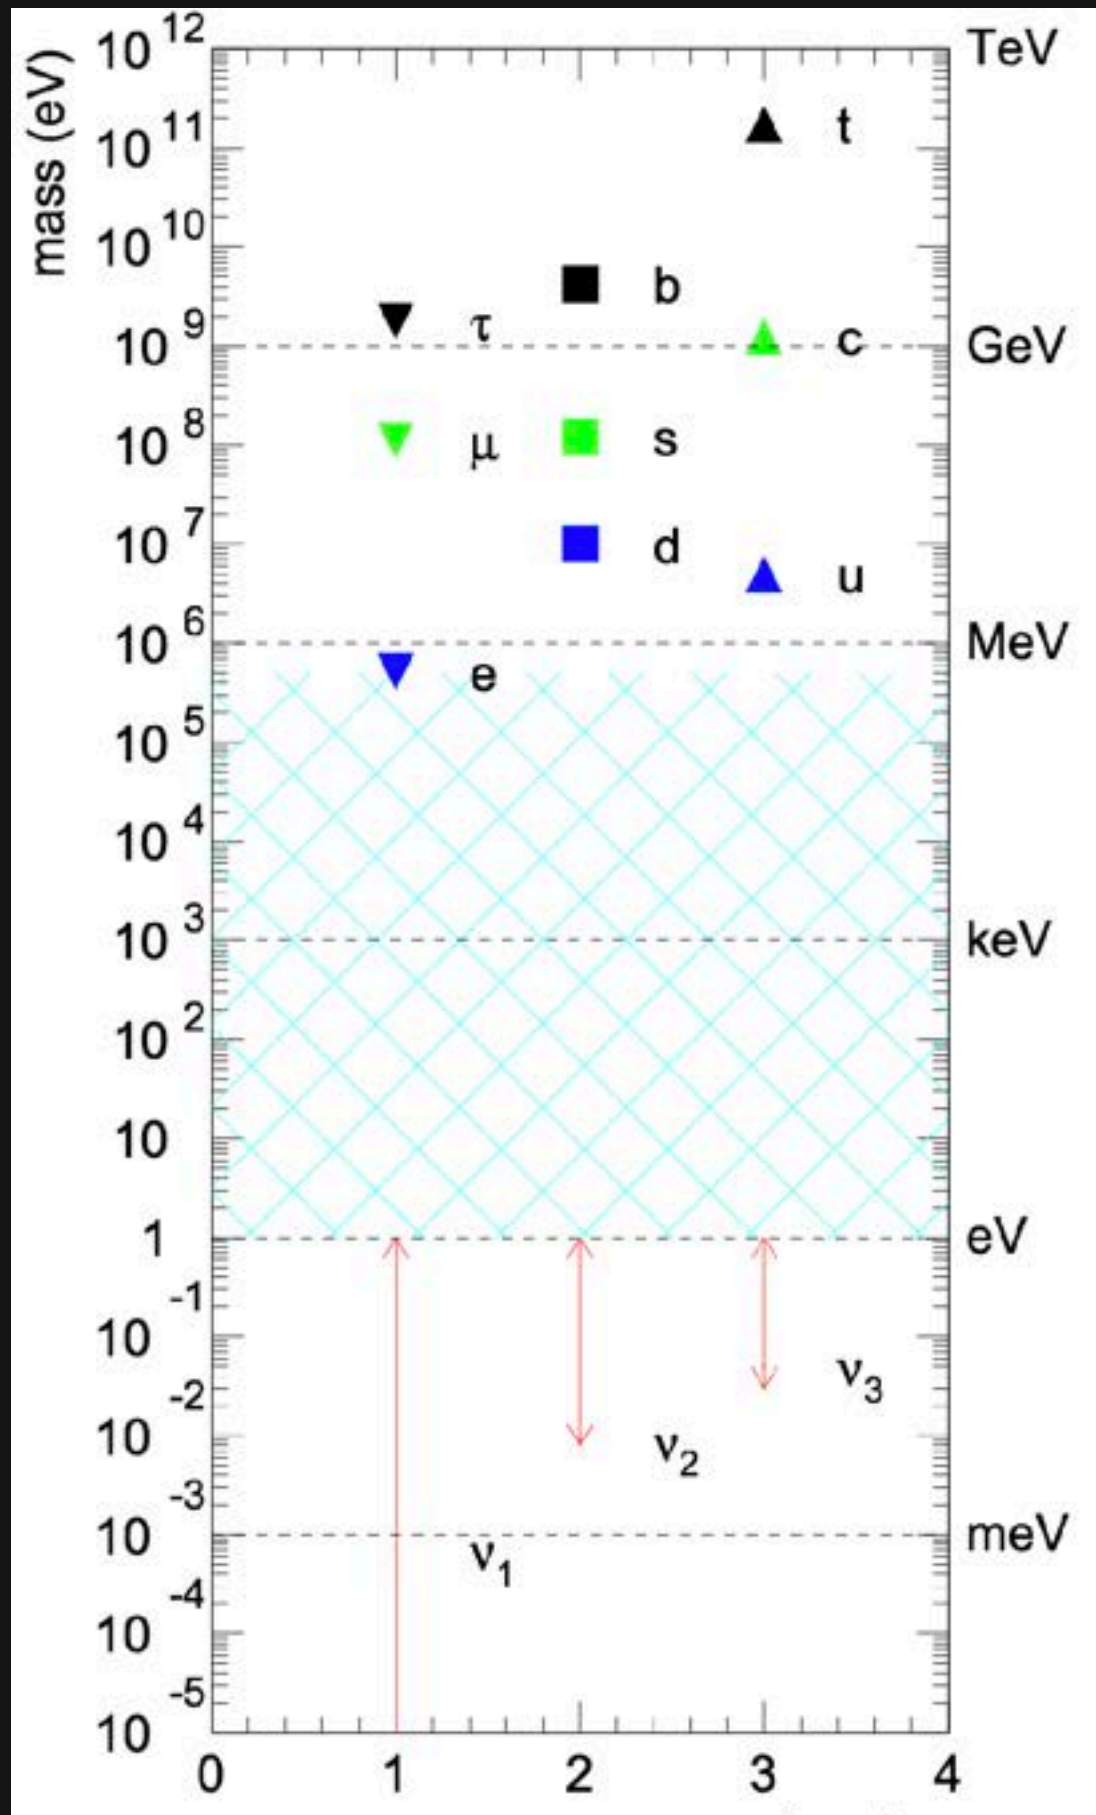 mass (eV)
10^12 TeV
t
10^11
10^10
b
τ
10^9 c GeV
10^8 μ s
10^7 d
u
10^6 MeV
e
10^5
10^4
10^3 keV
10^2
10
1 eV
10^-1
ν3
10^-2 ν2
10^-3 meV
ν1
10^-4
10^-5
0 1 2 3 4